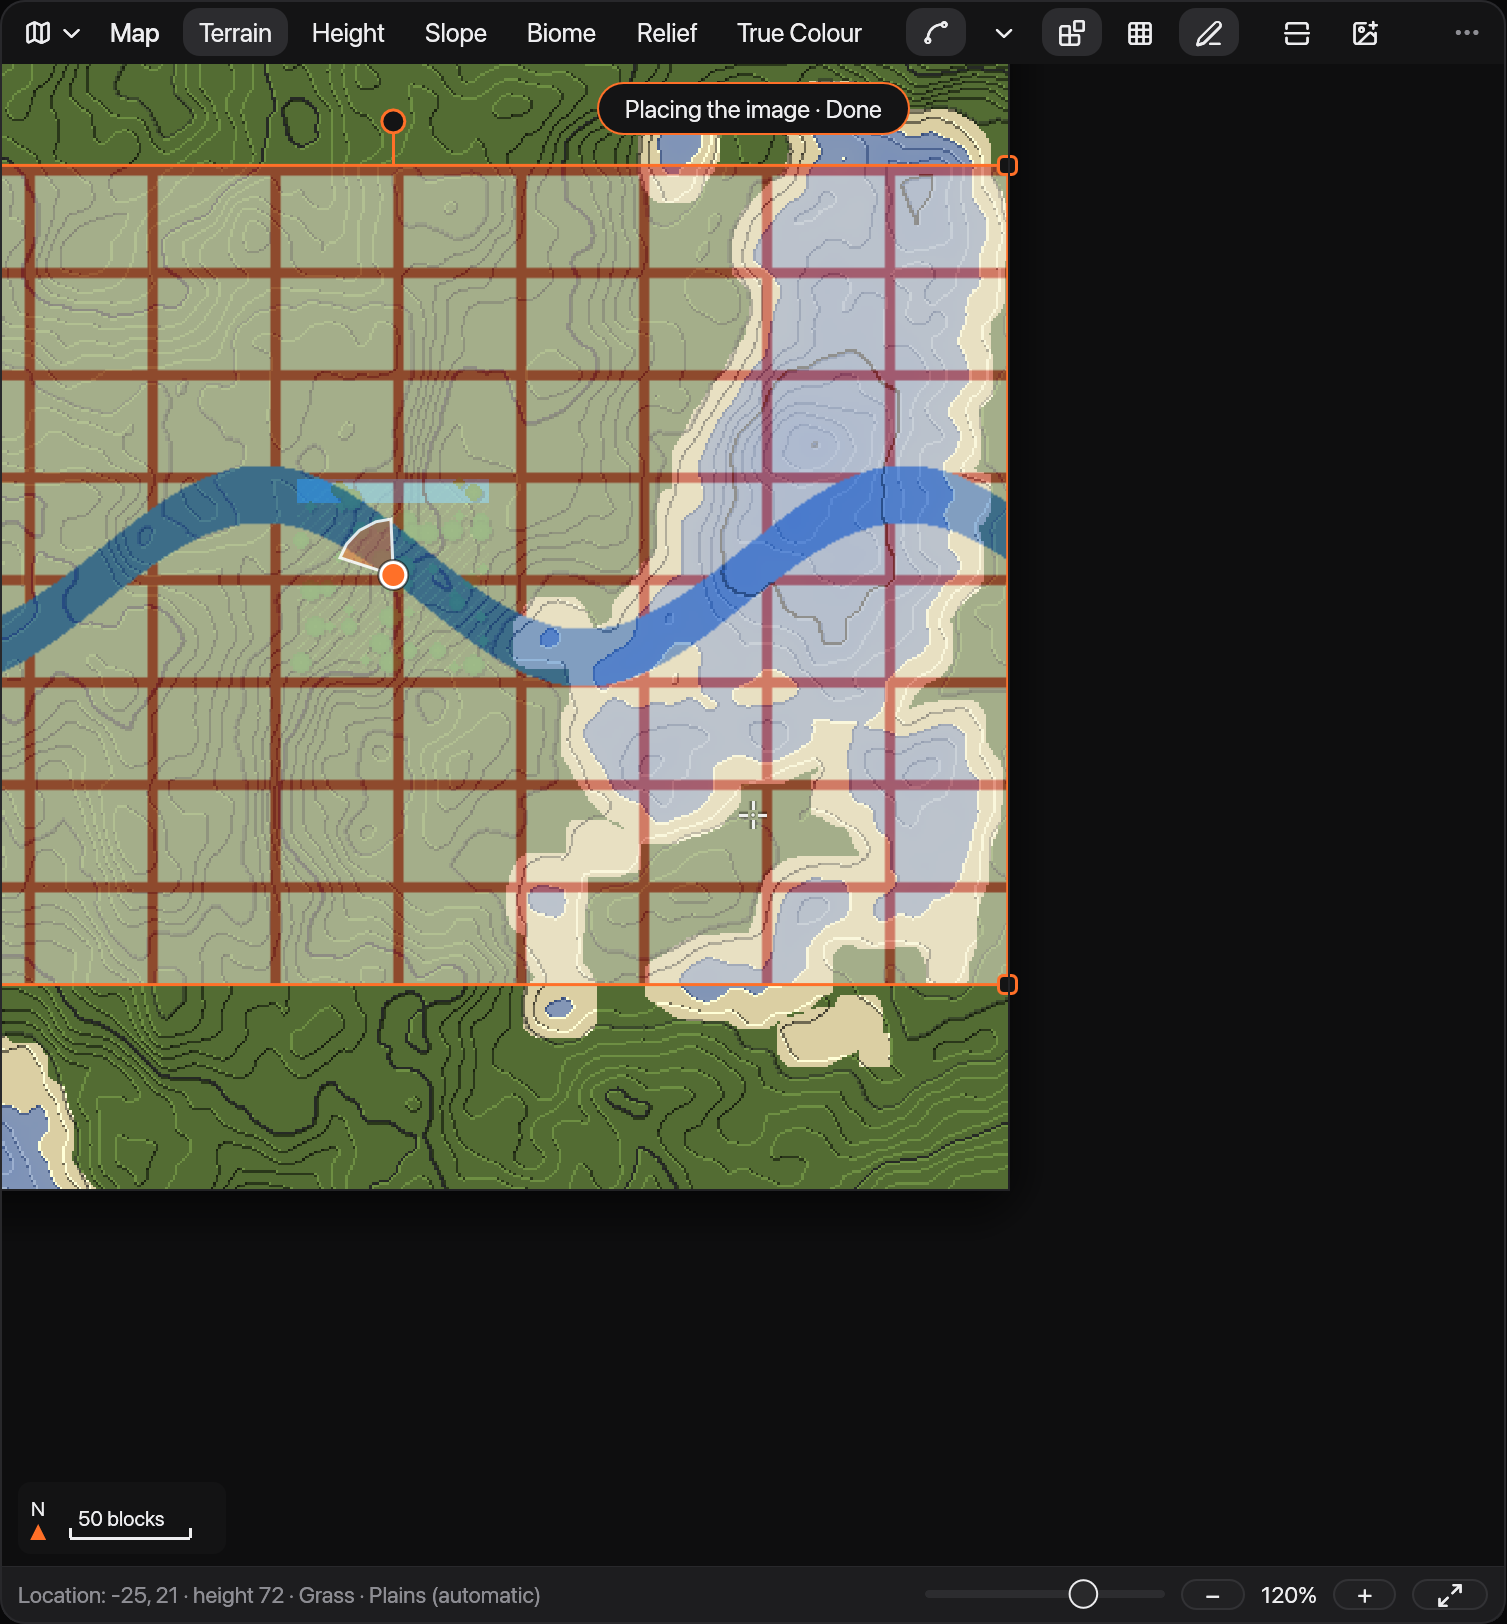 Map Terrain Height Slope Biome Relief True Colour
Placing the image · Done
N
50 blocks
Location: -25, 21 · height 72 · Grass · Plains (automatic)
120%